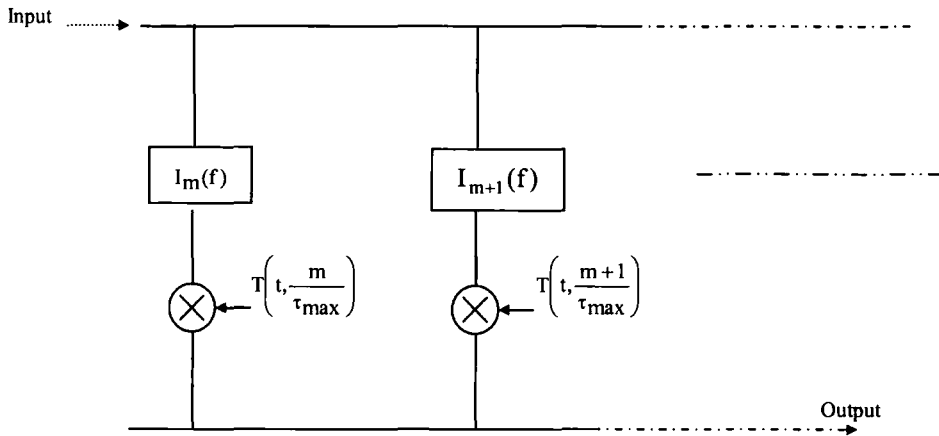 Input
I_m(f)
I_{m+1}(f)
T(t, m/τ_max)
T(t, m+1/τ_max)
Output